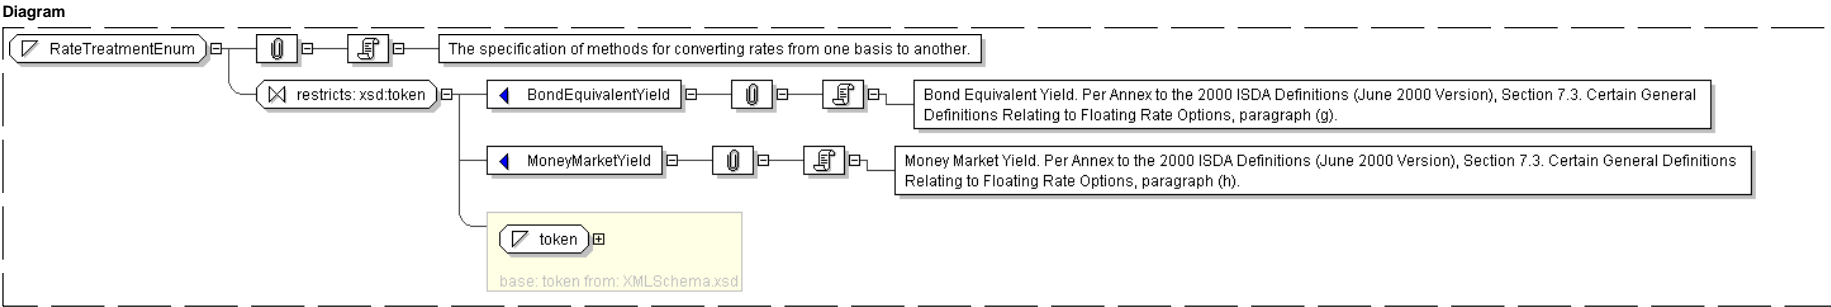 Diagram
RateTreatmentEnum
The specification of methods for converting rates from one basis to another.
restricts: xsd:token
BondEquivalentYield
Bond Equivalent Yield. Per Annex to the 2000 ISDA Definitions (June 2000 Version), Section 7.3. Certain General
Definitions Relating to Floating Rate Options, paragraph (g).
MoneyMarketYield
Money Market Yield. Per Annex to the 2000 ISDA Definitions (June 2000 Version), Section 7.3. Certain General Definitions
Relating to Floating Rate Options, paragraph (h).
token
base: token from: XMLSchema.xsd